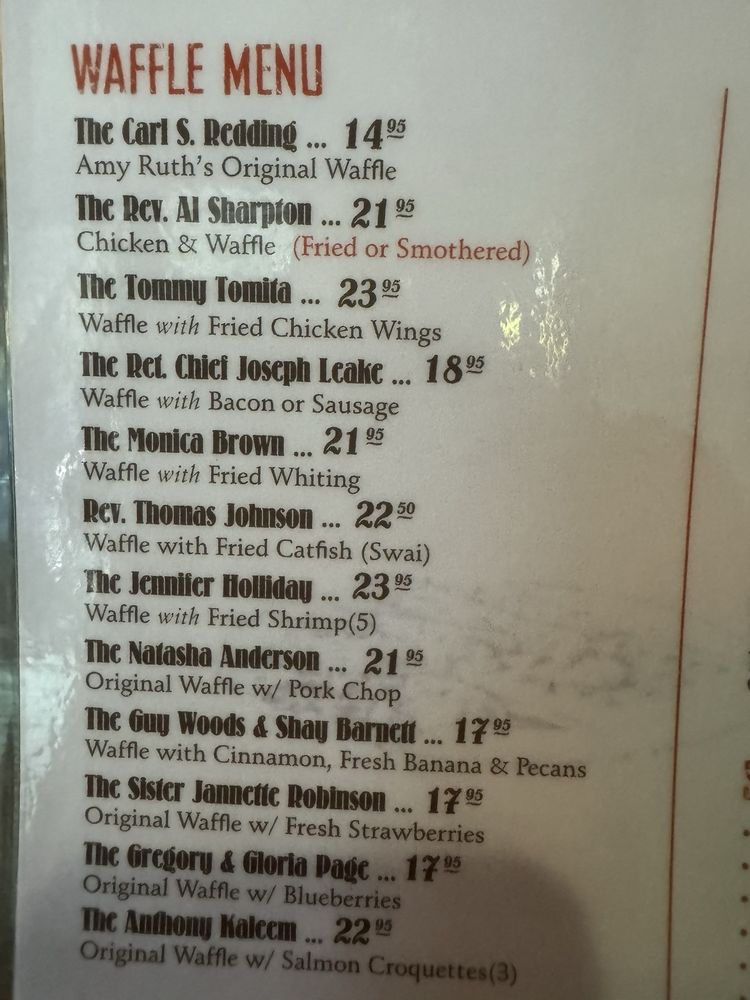 WAFFLE MENU
The Carl S. Redding ... 14 95
Amy Ruth's Original Waffle
The Rev. Al Sharpton ... 21 95
Chicken & Waffle (Fried or Smothered)
The Tommy Tomita ... 23 95
Waffle with Fried Chicken Wings
The Ret. Chief Joseph Leake ... 18 95
Waffle with Bacon or Sausage
The Monica Brown ... 21 95
Waffle with Fried Whiting
Rev. Thomas Johnson ... 22 50
Waffle with Fried Catfish (Swai)
The Jennifer Holliday ... 23 95
Waffle with Fried Shrimp(5)
The Natasha Anderson ... 21 95
Original Waffle w/ Pork Chop
The Guy Woods & Shay Barnett ... 17 95
Waffle with Cinnamon, Fresh Banana & Pecans
The Sister Jannette Robinson ... 17 95
Original Waffle w/ Fresh Strawberries
The Gregory & Gloria Page ... 17 95
Original Waffle w/ Blueberries
The Anthony Kaleem ... 22 95
Original Waffle w/ Salmon Croquettes(3)